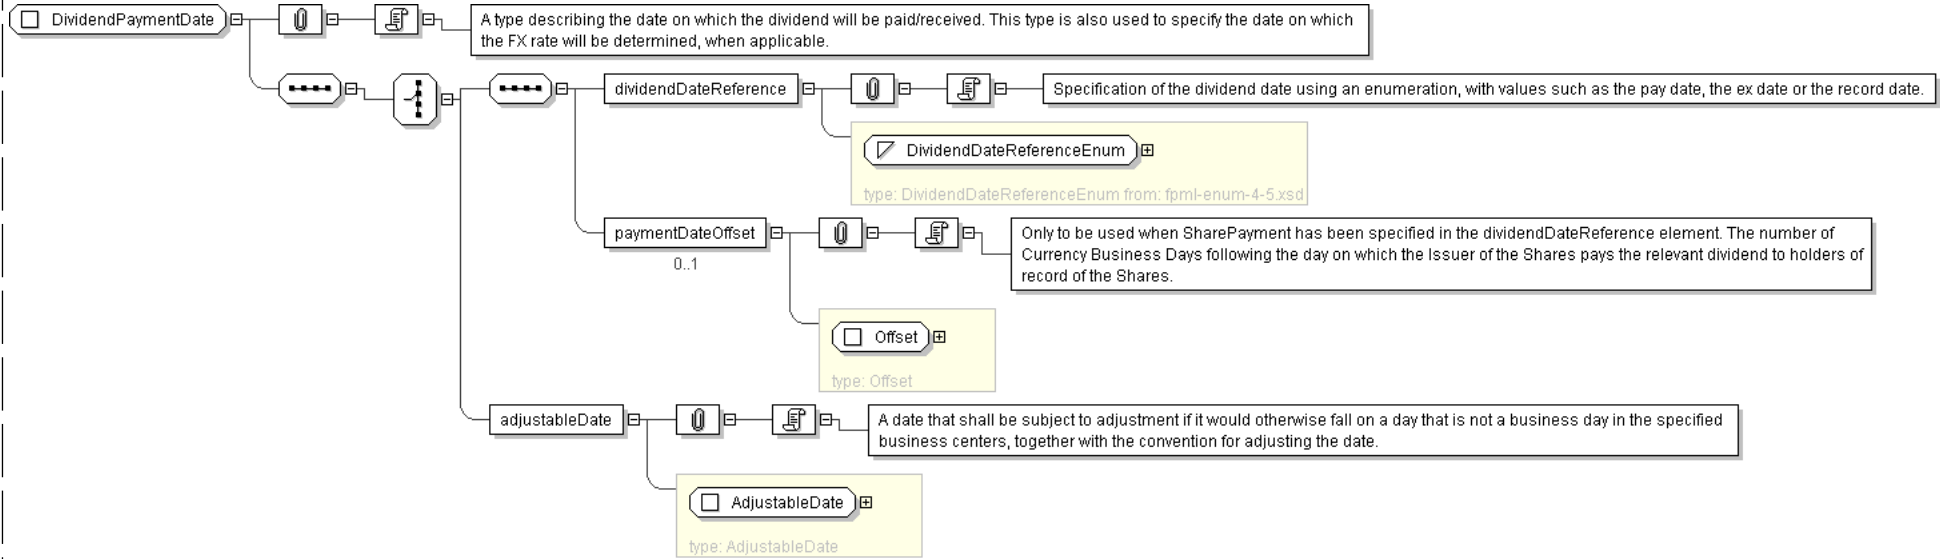 DividendPaymentDate
A type describing the date on which the dividend will be paid/received. This type is also used to specify the date on which
the FX rate will be determined, when applicable.
dividendDateReference
Specification of the dividend date using an enumeration, with values such as the pay date, the ex date or the record date.
DividendDateReferenceEnum
type: DividendDateReferenceEnum from: fpml-enum-4-5.xsd
paymentDateOffset
0..1
Only to be used when SharePayment has been specified in the dividendDateReference element. The number of
Currency Business Days following the day on which the Issuer of the Shares pays the relevant dividend to holders of
record of the Shares.
Offset
type: Offset
adjustableDate
A date that shall be subject to adjustment if it would otherwise fall on a day that is not a business day in the specified
business centers, together with the convention for adjusting the date.
AdjustableDate
type: AdjustableDate